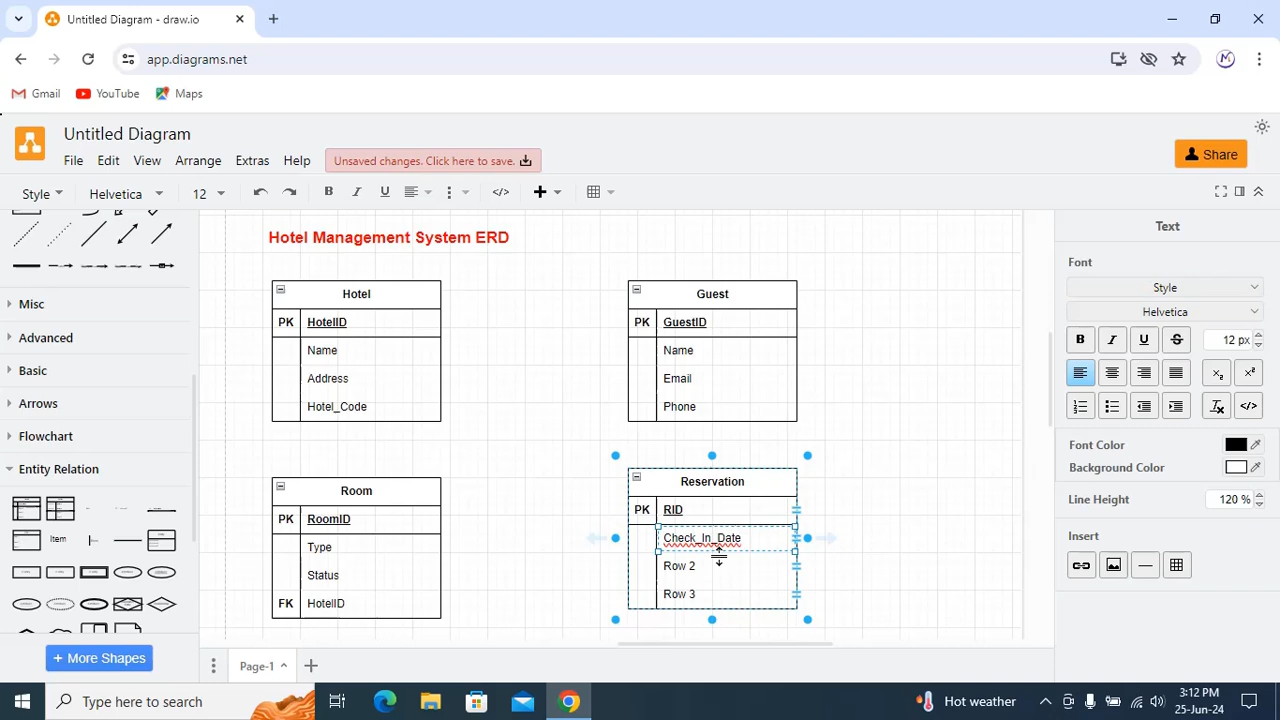 Untitled Diagram - draw.io
app.diagrams.net
M
Gmail
YouTube
Maps
Untitled Diagram
File
Edit
View
Arrange
Extras
Help
Unsaved changes. Click here to save.
Share
Style
Helvetica
12
B
I
U
Hotel Management System ERD
Hotel
PK HotelID
Name
Address
Hotel_Code
Guest
PK GuestID
Name
Email
Phone
Room
PK RoomID
Type
Status
FK HotelID
Reservation
PK RID
Check_In_Date
Row 2
Row 3
Misc
Advanced
Basic
Arrows
Flowchart
Entity Relation
Item
+ More Shapes
Page-1
Text
Font
Style
Helvetica
B
I
U
S
12 px
Font Color
Background Color
Line Height
120 %
Insert
Type here to search
Hot weather
3:12 PM
25-Jun-24